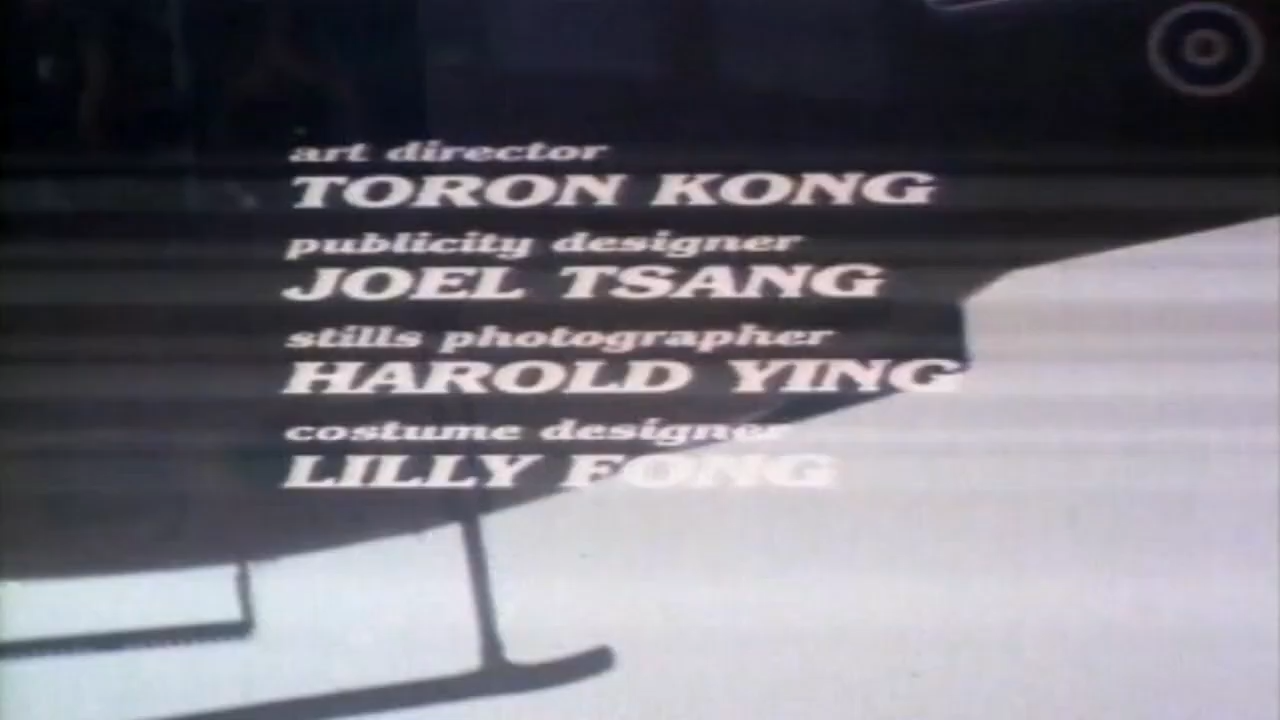 art director
TORON KONG
publicity designer
JOEL TSANG
stills photographer
HAROLD YING
costume designer
LILLY FONG